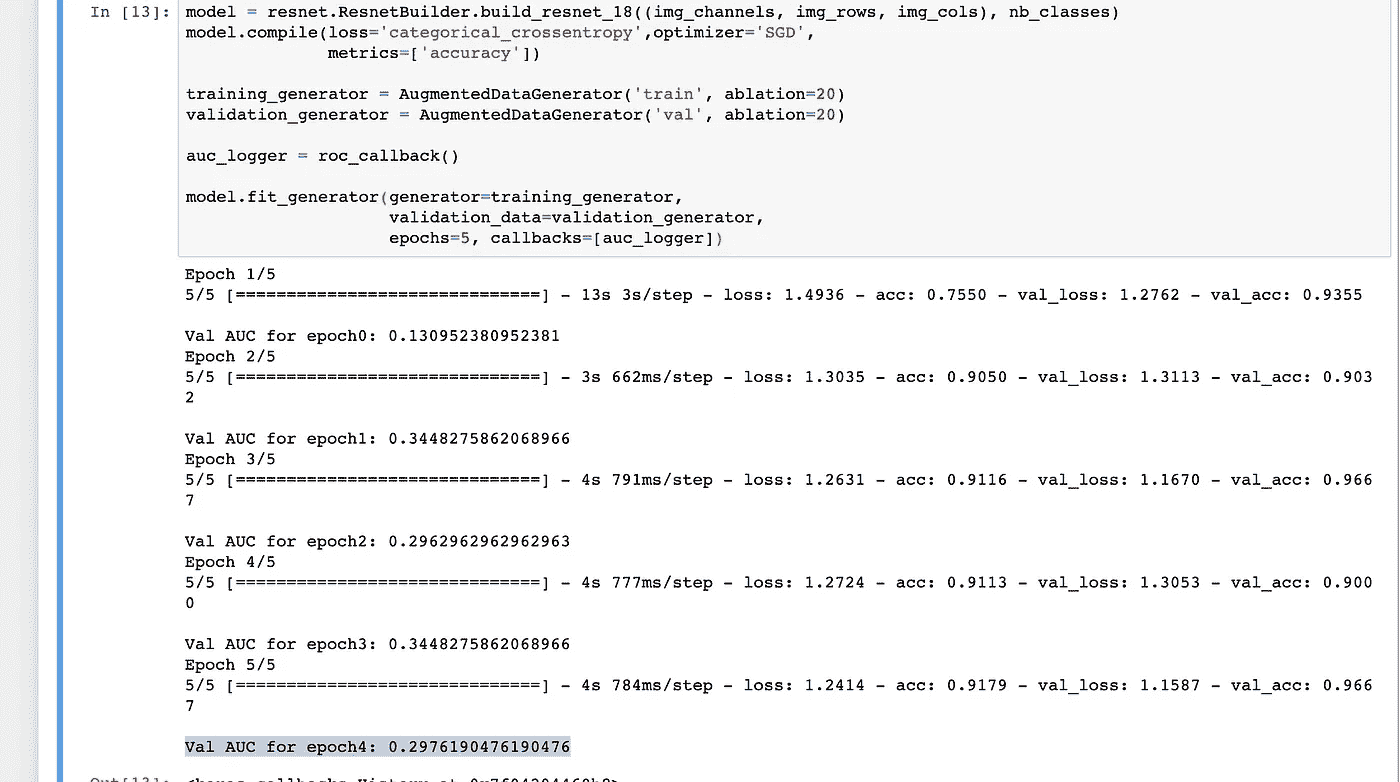 In [13]: model = resnet.ResnetBuilder.build_resnet_18((img_channels, img_rows, img_cols), nb_classes)
model.compile(loss='categorical_crossentropy',optimizer='SGD',
              metrics=['accuracy'])

training_generator = AugmentedDataGenerator('train', ablation=20)
validation_generator = AugmentedDataGenerator('val', ablation=20)

auc_logger = roc_callback()

model.fit_generator(generator=training_generator,
                    validation_data=validation_generator,
                    epochs=5, callbacks=[auc_logger])
Epoch 1/5
5/5 [==============================] - 13s 3s/step - loss: 1.4936 - acc: 0.7550 - val_loss: 1.2762 - val_acc: 0.9355

Val AUC for epoch0: 0.130952380952381
Epoch 2/5
5/5 [==============================] - 3s 662ms/step - loss: 1.3035 - acc: 0.9050 - val_loss: 1.3113 - val_acc: 0.903
2

Val AUC for epoch1: 0.3448275862068966
Epoch 3/5
5/5 [==============================] - 4s 791ms/step - loss: 1.2631 - acc: 0.9116 - val_loss: 1.1670 - val_acc: 0.966
7

Val AUC for epoch2: 0.2962962962962963
Epoch 4/5
5/5 [==============================] - 4s 777ms/step - loss: 1.2724 - acc: 0.9113 - val_loss: 1.3053 - val_acc: 0.900
0

Val AUC for epoch3: 0.3448275862068966
Epoch 5/5
5/5 [==============================] - 4s 784ms/step - loss: 1.2414 - acc: 0.9179 - val_loss: 1.1587 - val_acc: 0.966
7

Val AUC for epoch4: 0.2976190476190476